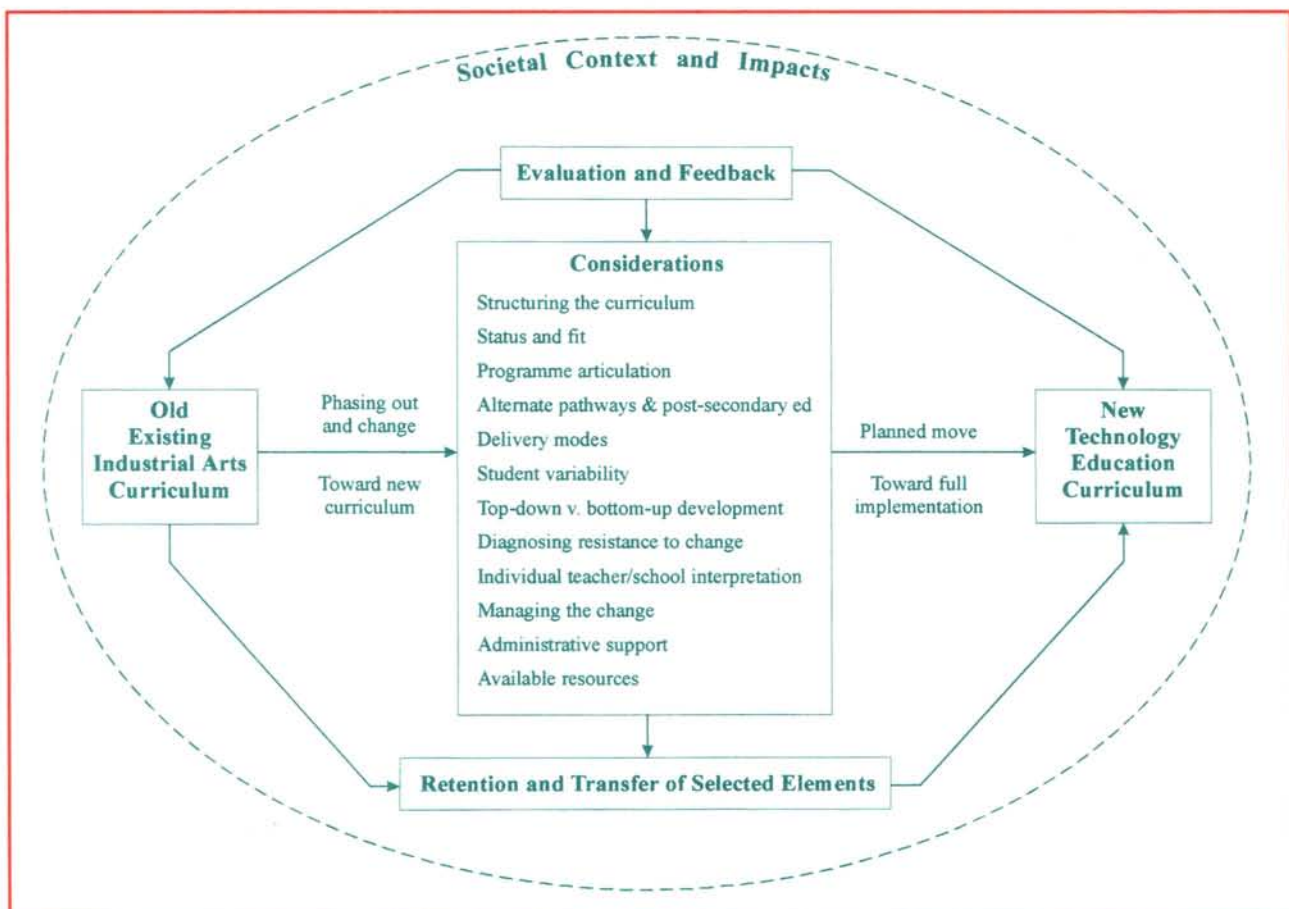 Societal Context and Impacts
Evaluation and Feedback
Considerations
Structuring the curriculum
Status and fit
Programme articulation
Alternate pathways & post-secondary ed
Delivery modes
Student variability
Top-down v. bottom-up development
Diagnosing resistance to change
Individual teacher/school interpretation
Managing the change
Administrative support
Available resources
Old
Existing
Industrial Arts
Curriculum
Phasing out
and change
Toward new
curriculum
Planned move
Toward full
implementation
New
Technology
Education
Curriculum
Retention and Transfer of Selected Elements